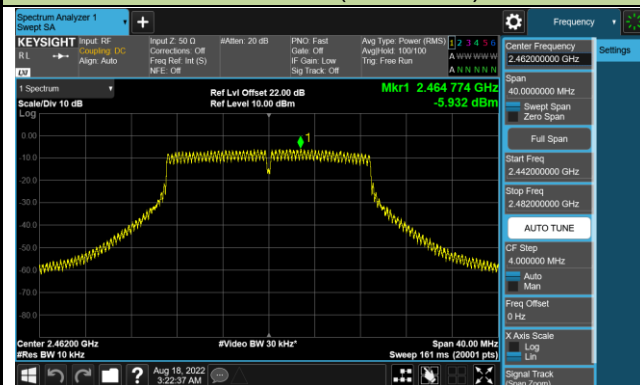 Spectrum Analyzer 1
Swept SA
Frequency
KEYSIGHT
RL
LXI
Input: RF
Coupling: DC
Align: Auto
Input Z: 50 Ω
Corrections: Off
Freq Ref: Int (S)
NFE: Off
#Atten: 20 dB
PNO: Fast
Gate: Off
IF Gain: Low
Sig Track: Off
Avg Type: Power (RMS)
Avg|Hold: 100/100
Trig: Free Run
1 2 3 4 5 6
A W W W W W
A N N N N N
1 Spectrum
Scale/Div 10 dB
Log
Ref Lvl Offset 22.00 dB
Ref Level 10.00 dBm
Mkr1 2.464 774 GHz
-5.932 dBm
1
0.00
-10.0
-20.0
-30.0
-40.0
-50.0
-60.0
-70.0
-80.0
Center 2.46200 GHz
#Res BW 10 kHz
#Video BW 30 kHz*
Span 40.00 MHz
Sweep 161 ms (20001 pts)
Center Frequency
2.462000000 GHz
Settings
Span
40.0000000 MHz
Swept Span
Zero Span
Full Span
Start Freq
2.442000000 GHz
Stop Freq
2.482000000 GHz
AUTO TUNE
CF Step
4.000000 MHz
Auto
Man
Freq Offset
0 Hz
X Axis Scale
Log
Lin
Signal Track
(Span Zoom)
Aug 18, 2022
3:22:37 AM